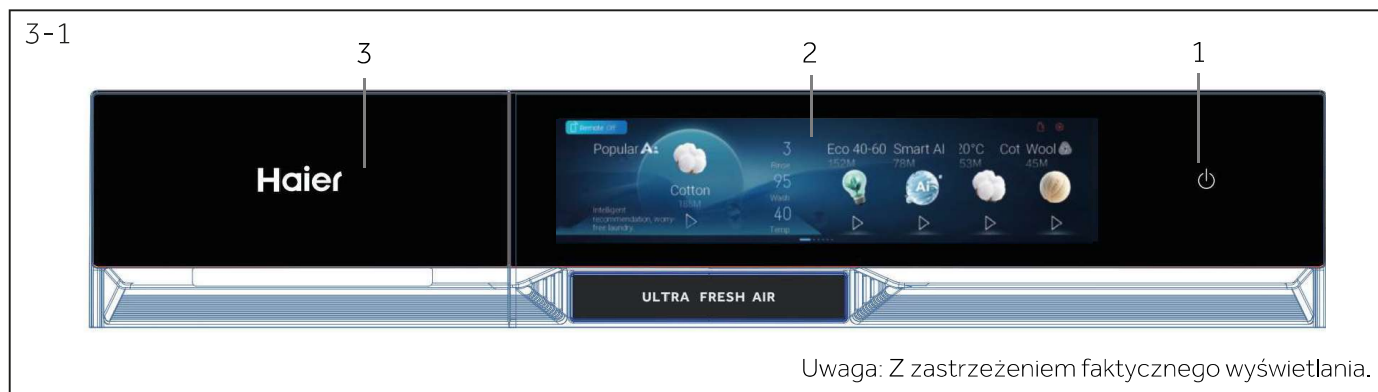 3-1
3
2
1
Haier
Remote Off
Popular
Cotton
165M
Intelligent
recommendation, worry-
free laundry.
3
Rinse
95
Wash
40
Temp
Eco 40-60
152M
Smart AI
78M
AI
20°C
53M
Cot
Wool
45M
ULTRA FRESH AIR
Uwaga: Z zastrzeżeniem faktycznego wyświetlania.